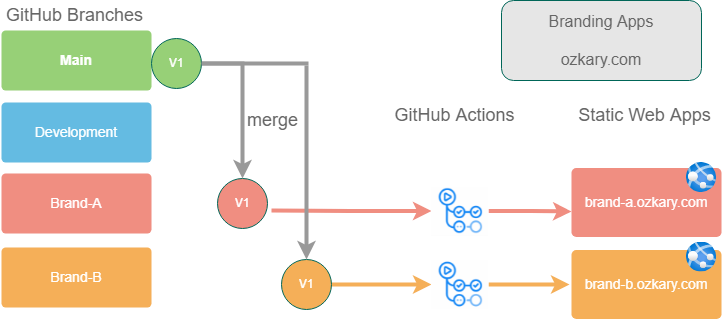 GitHub Branches
Branding Apps
ozkary.com
Main
V1
merge
GitHub Actions
Static Web Apps
Development
Brand-A
V1
brand-a.ozkary.com
Brand-B
V1
brand-b.ozkary.com